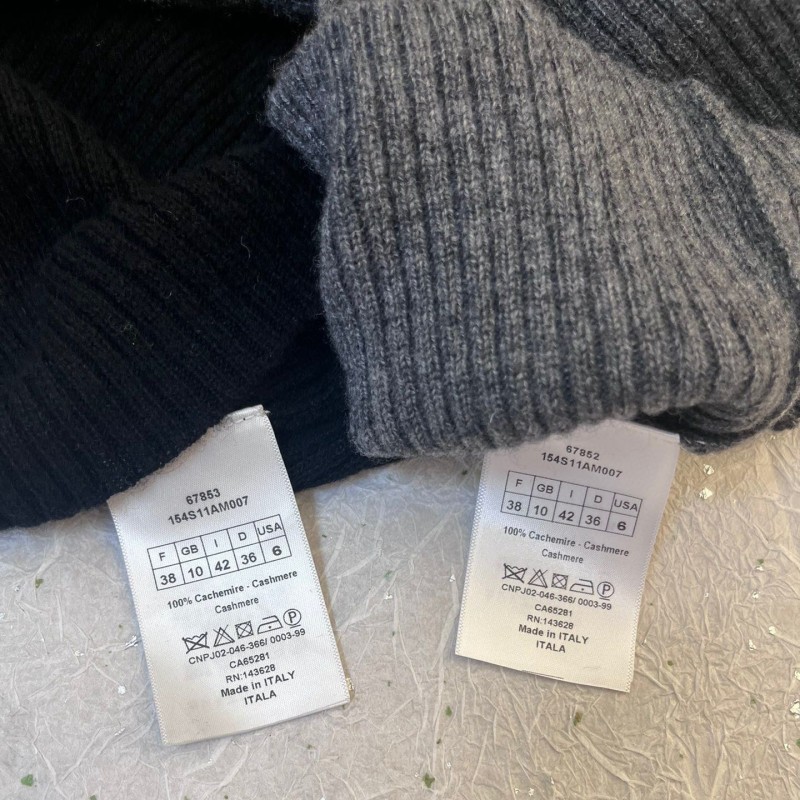 67853
154S11AM007
F GB I D USA
38 10 42 36 6
100% Cachemire - Cashmere
Cashmere
CNPJ02-046-366/ 0003-99
CA65281
RN:143628
Made in ITALY
ITALA
67852
154S11AM007
F GB I D USA
38 10 42 36 6
100% Cachemire - Cashmere
Cashmere
CNPJ02-046-366/ 0003-99
CA65281
RN:143628
Made in ITALY
ITALA